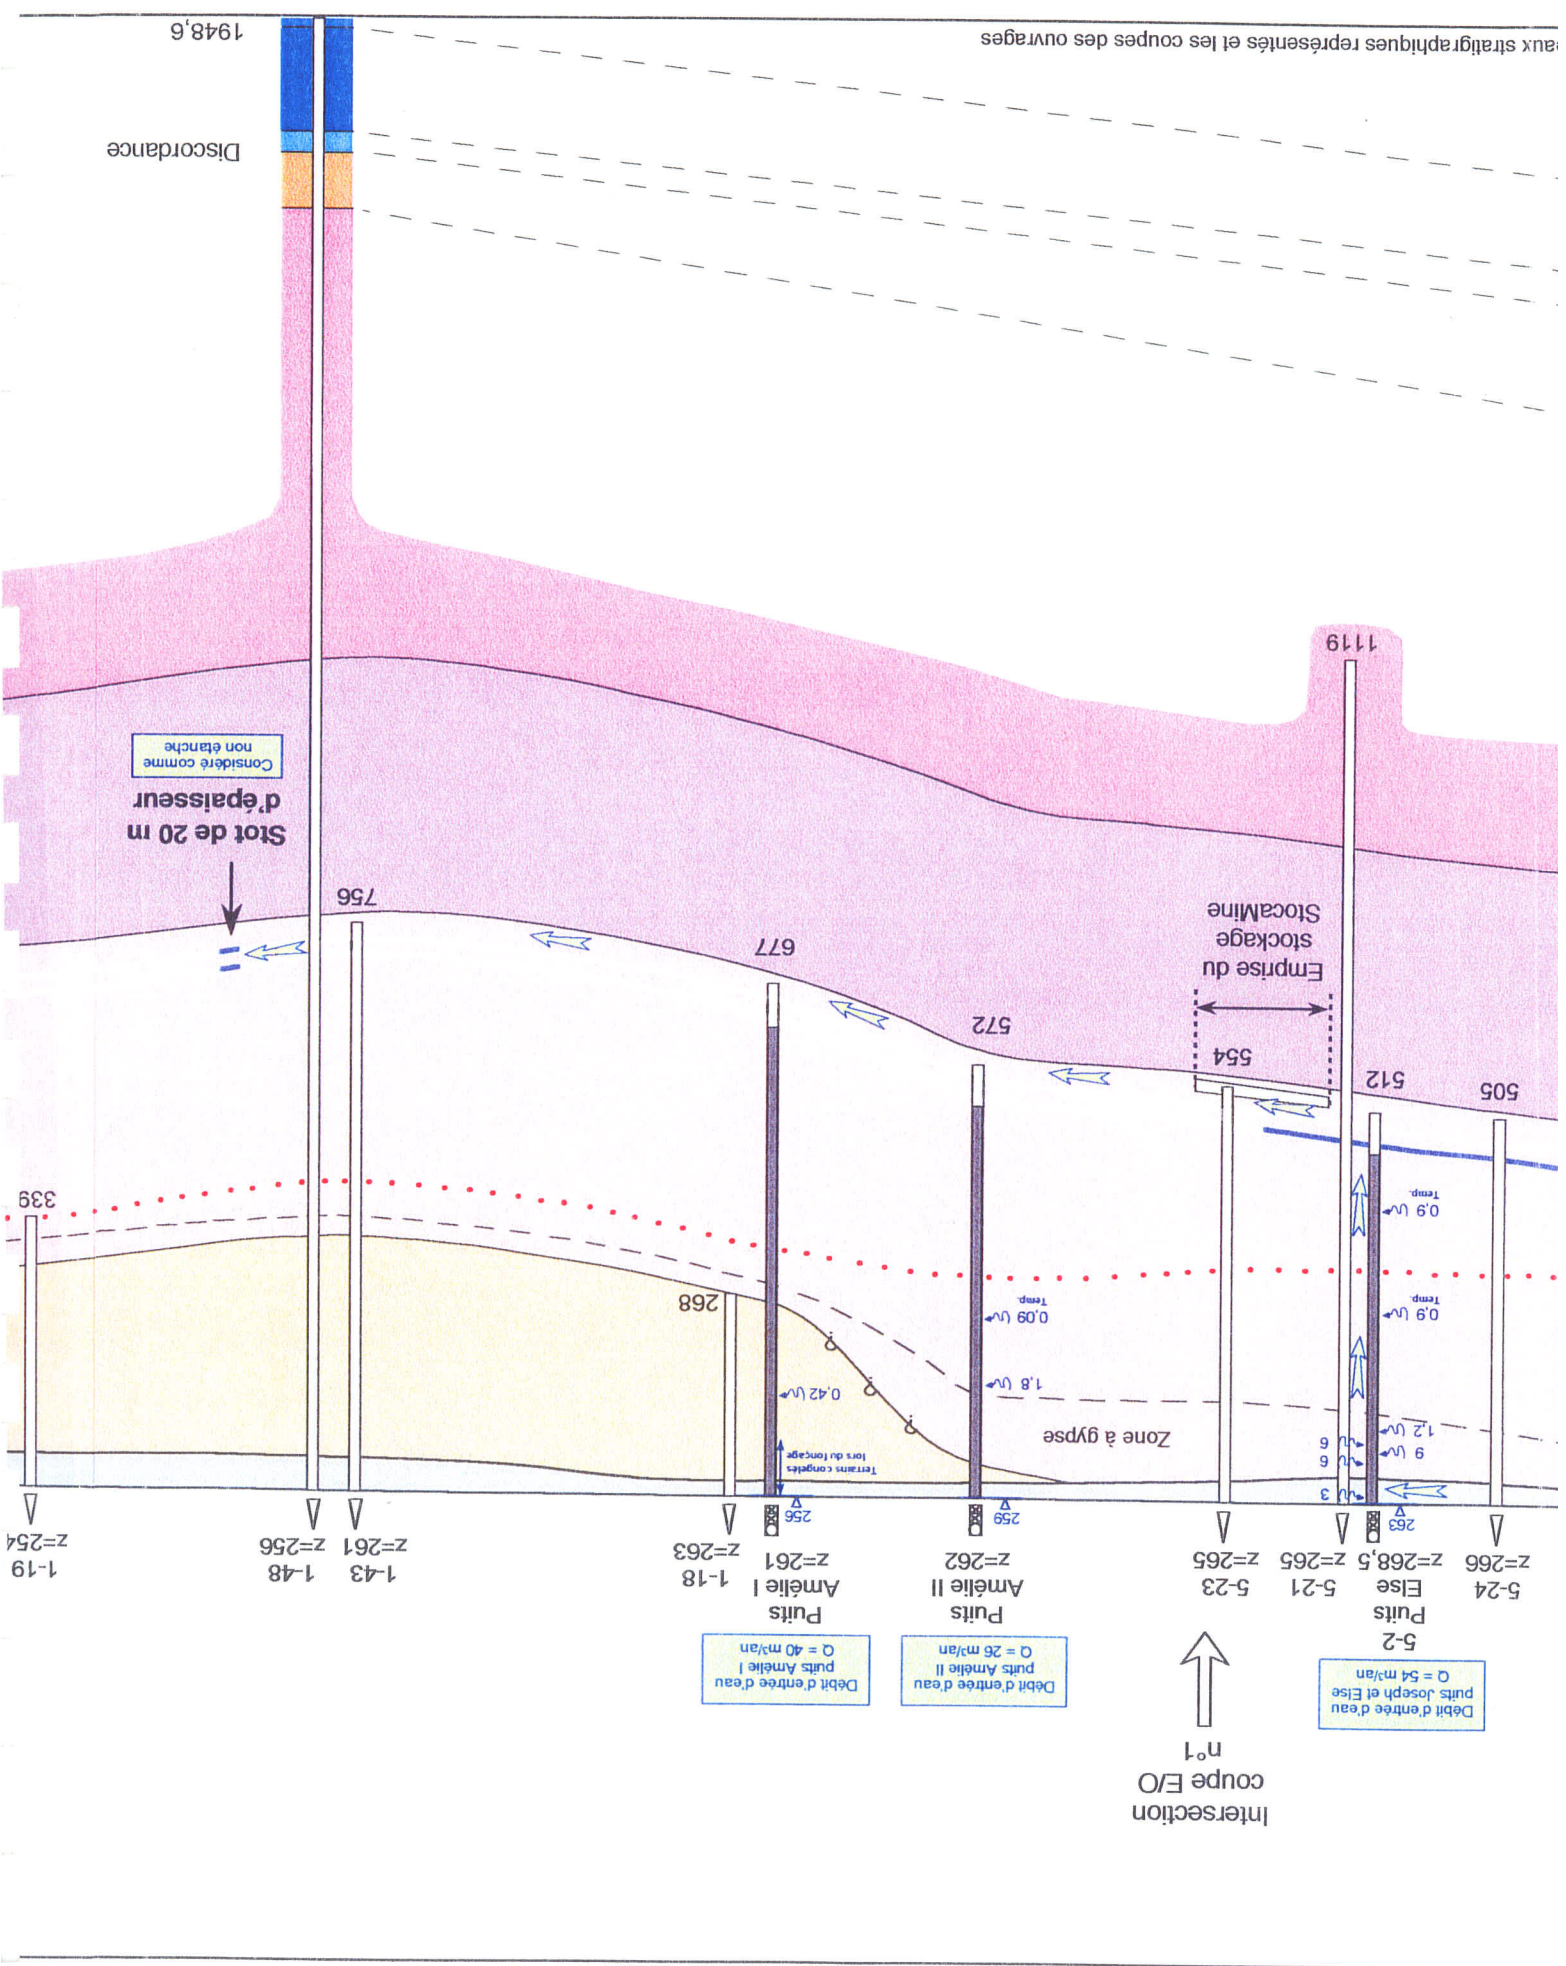 Intersection
coupe E/O
n°1
Débit d'entrée d'eau
puits Joseph et Else
Q = 54 m³/an
Débit d'entrée d'eau
puits Amélie II
Q = 26 m³/an
Débit d'entrée d'eau
puits Amélie I
Q = 40 m³/an
5-24
z=266
5-2
Puits
Else
z=268,5
5-21
z=265
5-23
z=265
Puits
Amélie II
z=262
Puits
Amélie I
z=261
1-18
z=263
1-43
z=261
1-48
z=256
1-19
z=254
263
259
256
3
6
6
9
1,2
Zone à gypse
Terrains congelés
lors du fonçage
?
?
?
1,8
0,42
0,9
Temp.
0,09
Temp.
268
0,9
Temp.
339
505
512
554
572
677
756
Emprise du
stockage
StocaMine
Stot de 20 m
d'épaisseur
Considéré comme
non étanche
1119
Discordance
1948,6
aux stratigraphiques représentés et les coupes des ouvrages